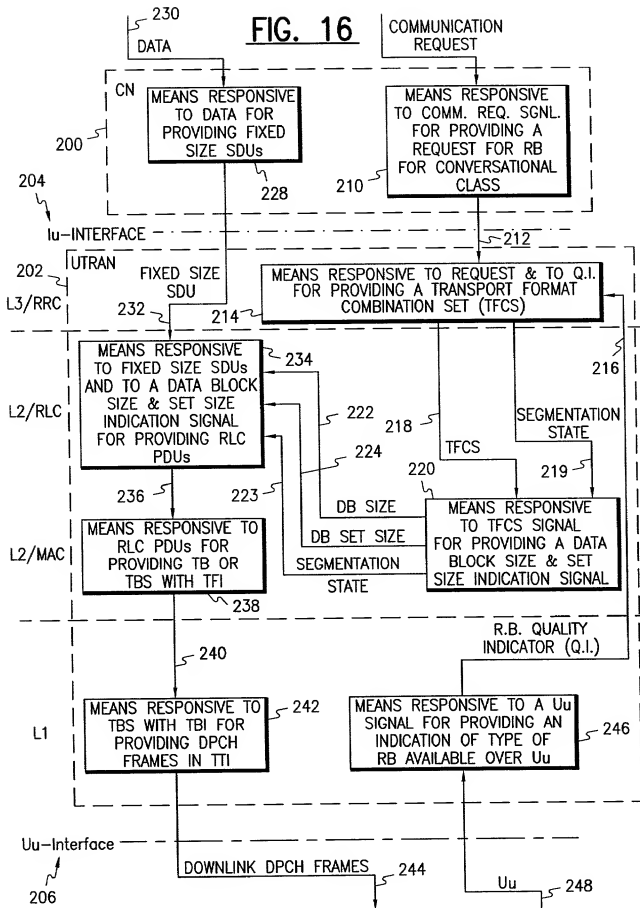 FIG. 16
230
DATA
COMMUNICATION
REQUEST
CN
MEANS RESPONSIVE
TO DATA FOR
PROVIDING FIXED
SIZE SDUs
228
MEANS RESPONSIVE
TO COMM. REQ. SGNL.
FOR PROVIDING A
REQUEST FOR RB
FOR CONVERSATIONAL
CLASS
210
200
204
Iu-INTERFACE
212
202
UTRAN
L3/RRC
FIXED SIZE
SDU
232
MEANS RESPONSIVE TO REQUEST & TO Q.I.
FOR PROVIDING A TRANSPORT FORMAT
COMBINATION SET (TFCS)
214
216
L2/RLC
MEANS RESPONSIVE
TO FIXED SIZE SDUs
AND TO A DATA BLOCK
SIZE & SET SIZE
INDICATION SIGNAL
FOR PROVIDING RLC
PDUs
234
222
224
223
218
TFCS
SEGMENTATION
STATE
219
220
236
DB SIZE
DB SET SIZE
SEGMENTATION
STATE
MEANS RESPONSIVE
TO TFCS SIGNAL
FOR PROVIDING A DATA
BLOCK SIZE & SET
SIZE INDICATION SIGNAL
L2/MAC
MEANS RESPONSIVE TO
RLC PDUs FOR
PROVIDING TB OR
TBS WITH TFI
238
240
R.B. QUALITY
INDICATOR (Q.I.)
L1
MEANS RESPONSIVE TO
TBS WITH TBI FOR
PROVIDING DPCH
FRAMES IN TTI
242
MEANS RESPONSIVE TO A Uu
SIGNAL FOR PROVIDING AN
INDICATION OF TYPE OF
RB AVAILABLE OVER Uu
246
Uu-Interface
206
DOWNLINK DPCH FRAMES
244
Uu
248